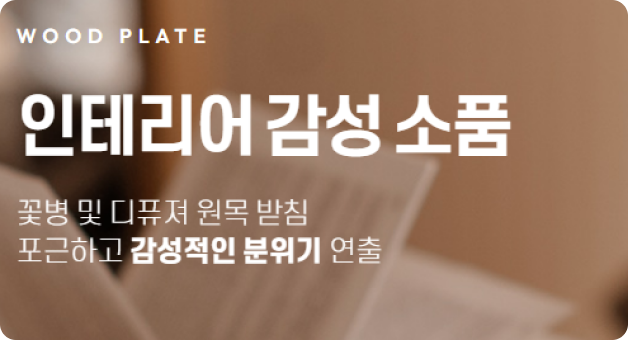 WOOD PLATE
인테리어 감성 소품
꽃병 및 디퓨져 원목 받침
포근하고 감성적인 분위기 연출